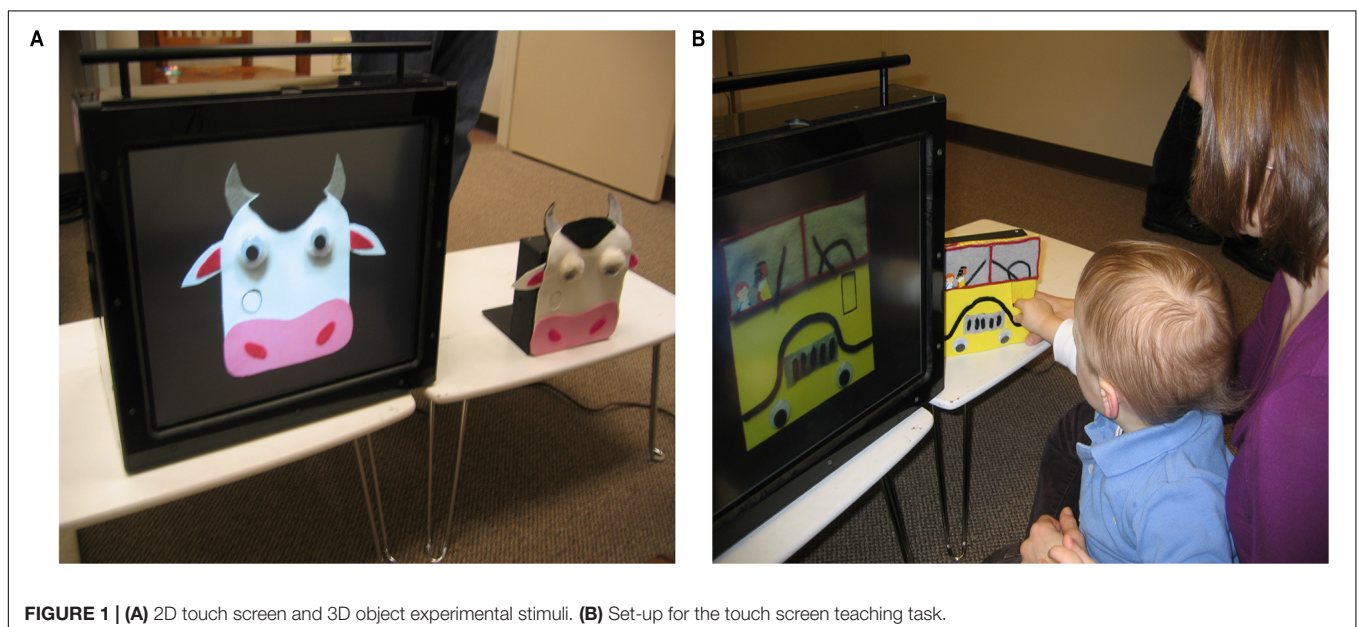 A
B
FIGURE 1 | (A) 2D touch screen and 3D object experimental stimuli. (B) Set-up for the touch screen teaching task.